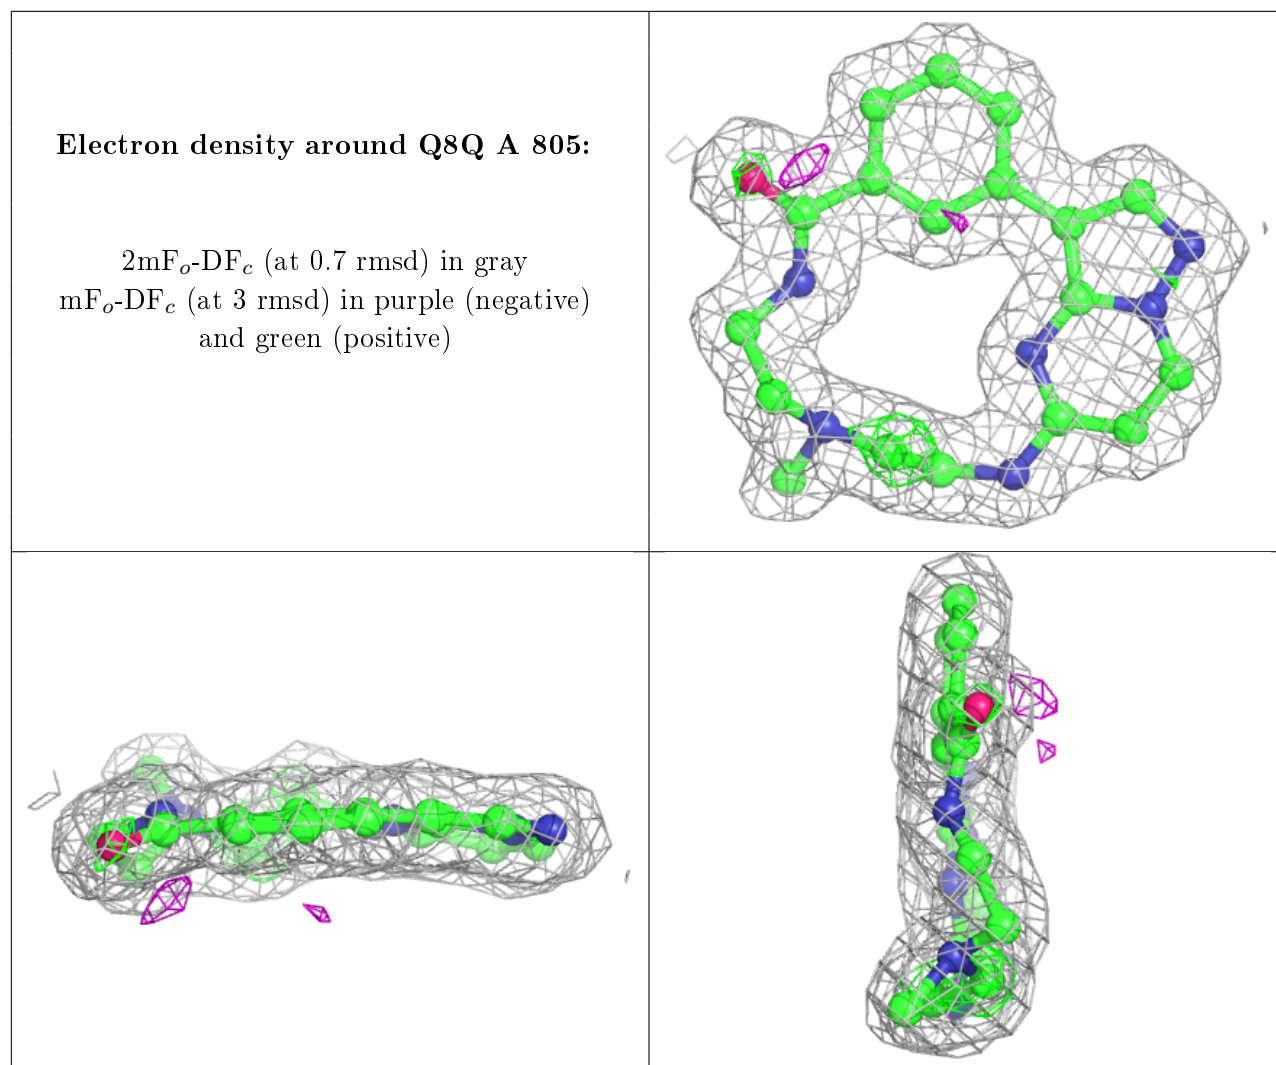 Electron density around Q8Q A 805:
2mFo-DFc (at 0.7 rmsd) in gray
mFo-DFc (at 3 rmsd) in purple (negative)
and green (positive)